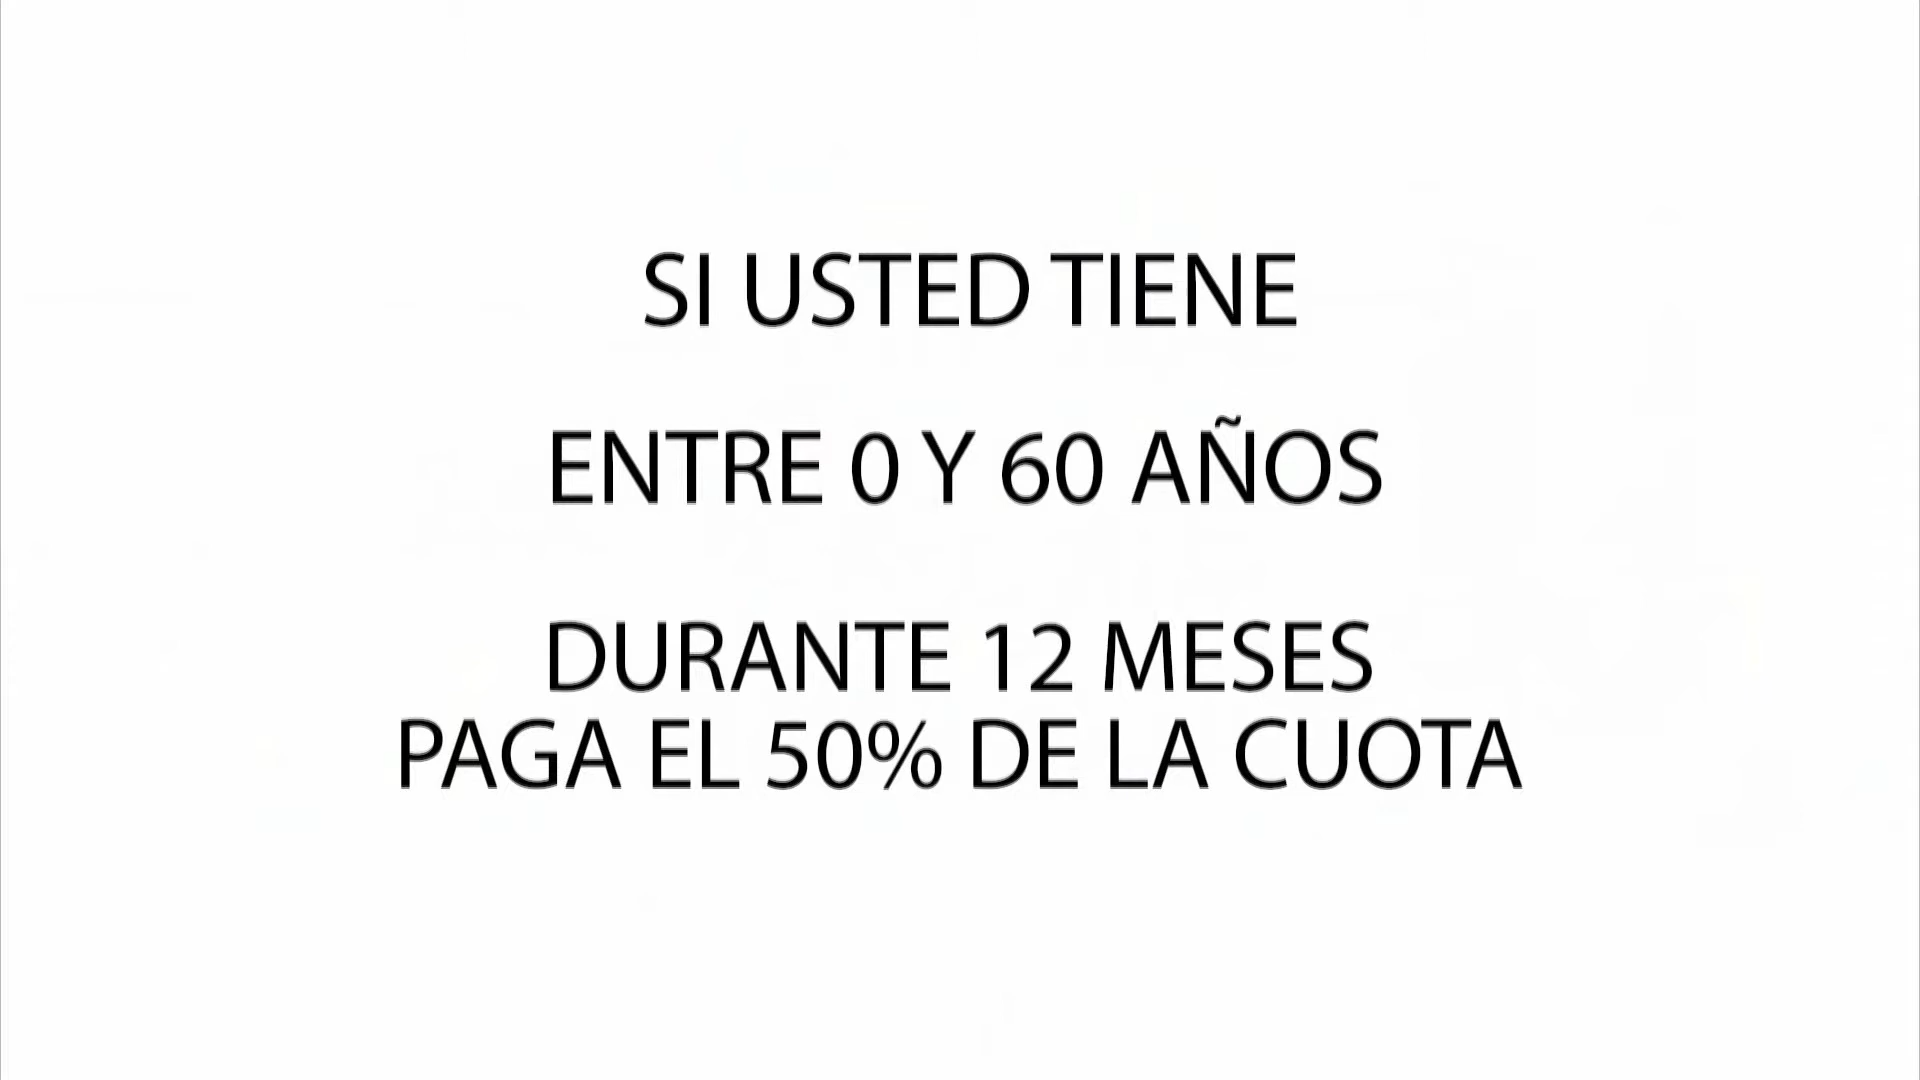 SI USTED TIENE
ENTRE 0 Y 60 AÑOS
DURANTE 12 MESES
PAGA EL 50% DE LA CUOTA